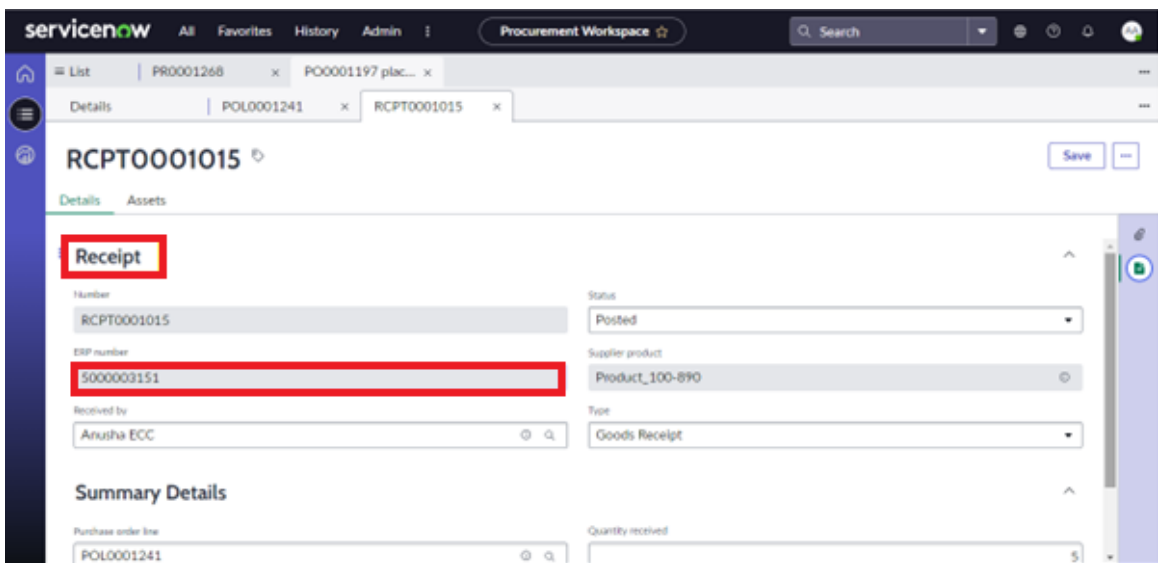 servicenow All Favorites History Admin Procurement Workspace Search
List PR0001268 PO0001197 plac...
Details POL0001241 RCPT0001015
RCPT0001015 Save
Details Assets
Receipt
Number Status
RCPT0001015 Posted
ERP number Supplier product
5000003151 Product_100-890
Received by Type
Anusha ECC Goods Receipt
Summary Details
Purchase order line Quantity received
POL0001241 5